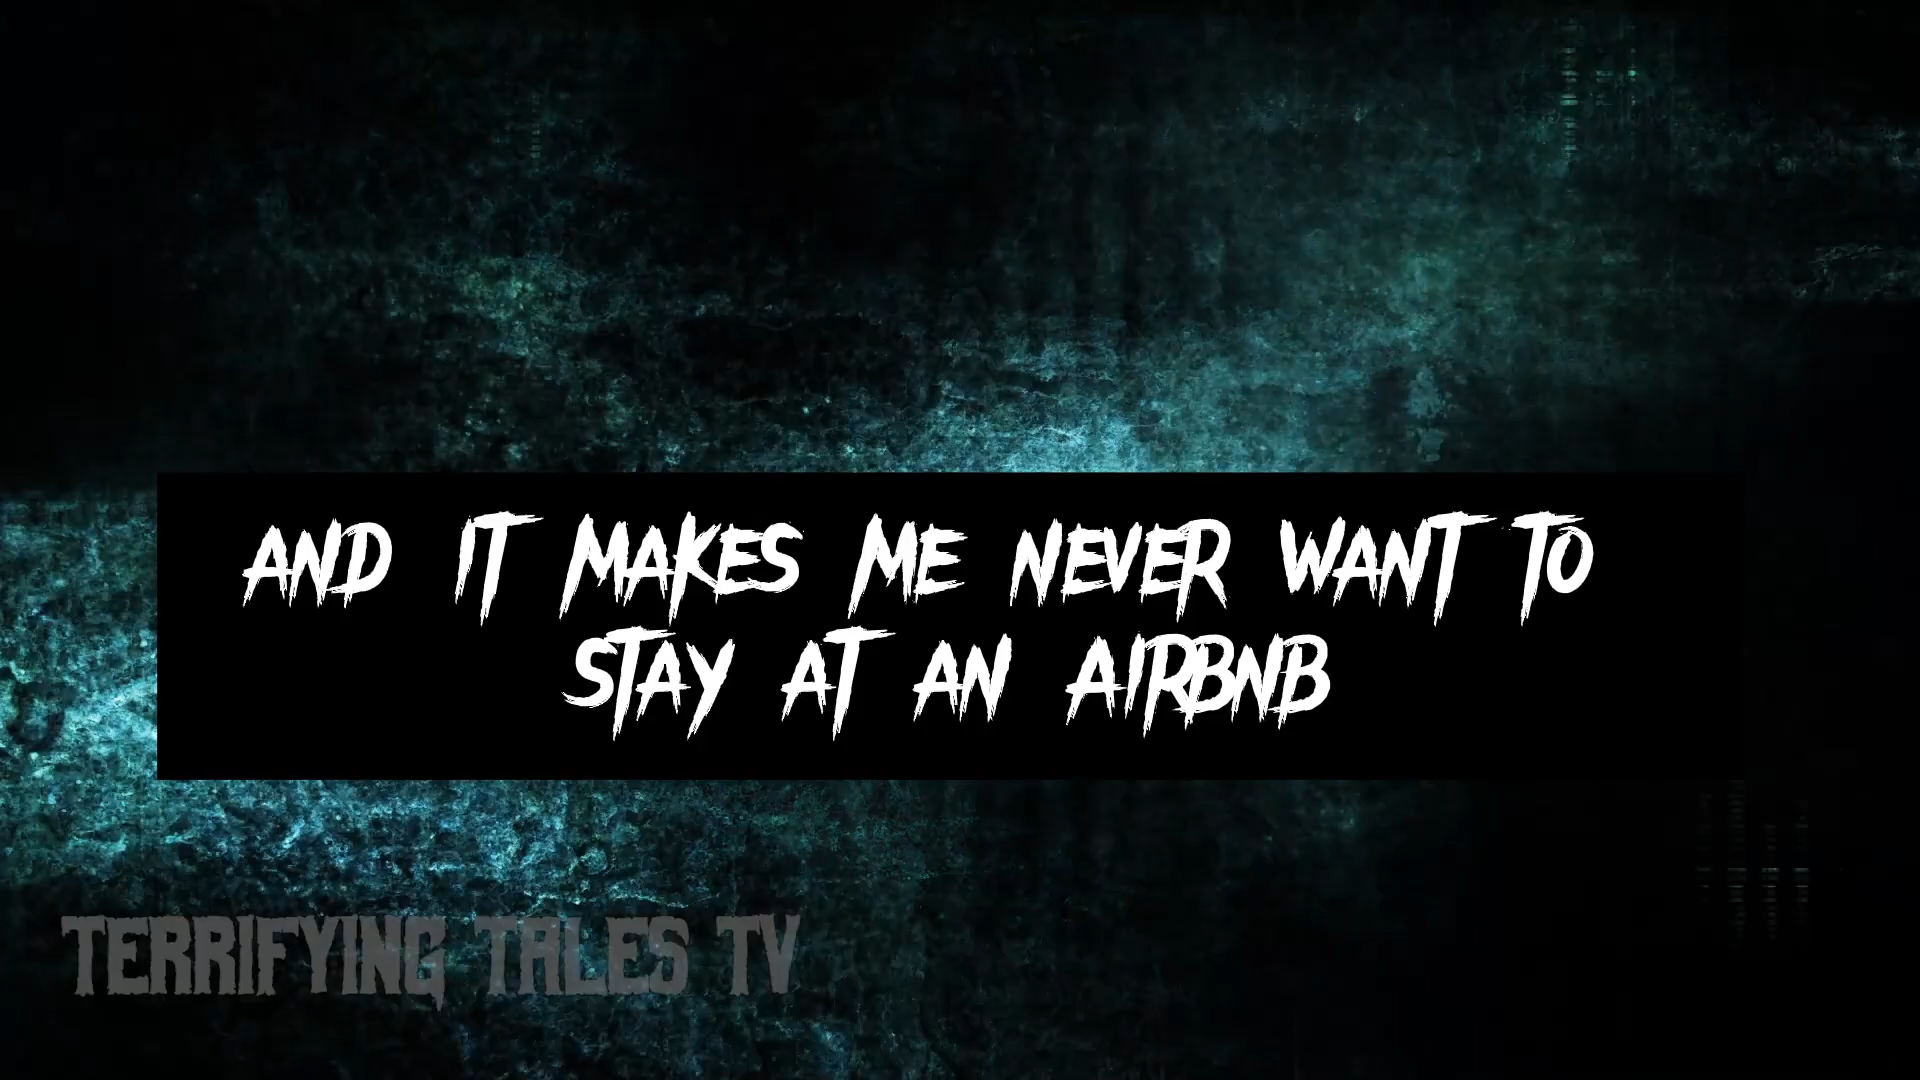 AND IT MAKES ME NEVER WANT TO
STAY AT AN AIRBNB
TERRIFYING TALES TV